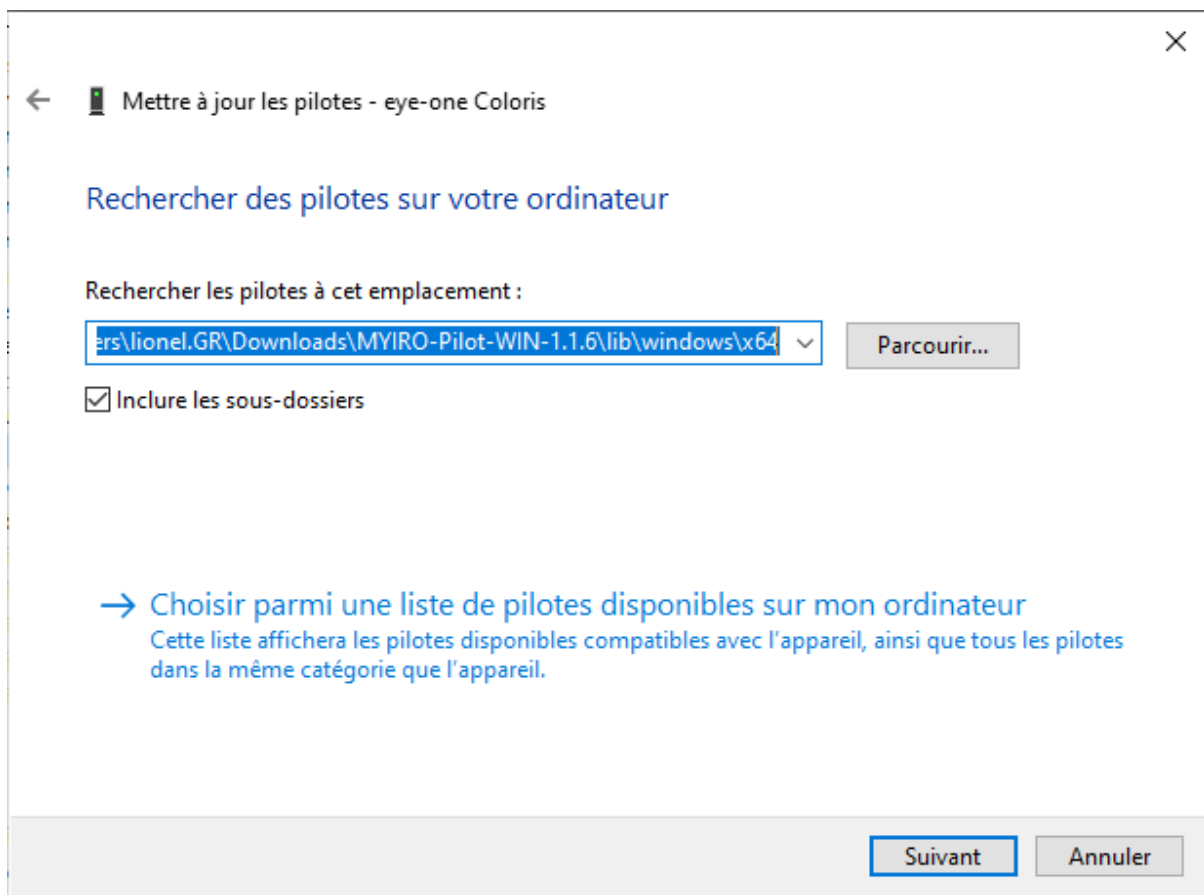 Mettre à jour les pilotes - eye-one Coloris
Rechercher des pilotes sur votre ordinateur
Rechercher les pilotes à cet emplacement :
ers\lionel.GR\Downloads\MYIRO-Pilot-WIN-1.1.6\lib\windows\x64
Parcourir...
Inclure les sous-dossiers
Choisir parmi une liste de pilotes disponibles sur mon ordinateur
Cette liste affichera les pilotes disponibles compatibles avec l’appareil, ainsi que tous les pilotes
dans la même catégorie que l’appareil.
Suivant
Annuler